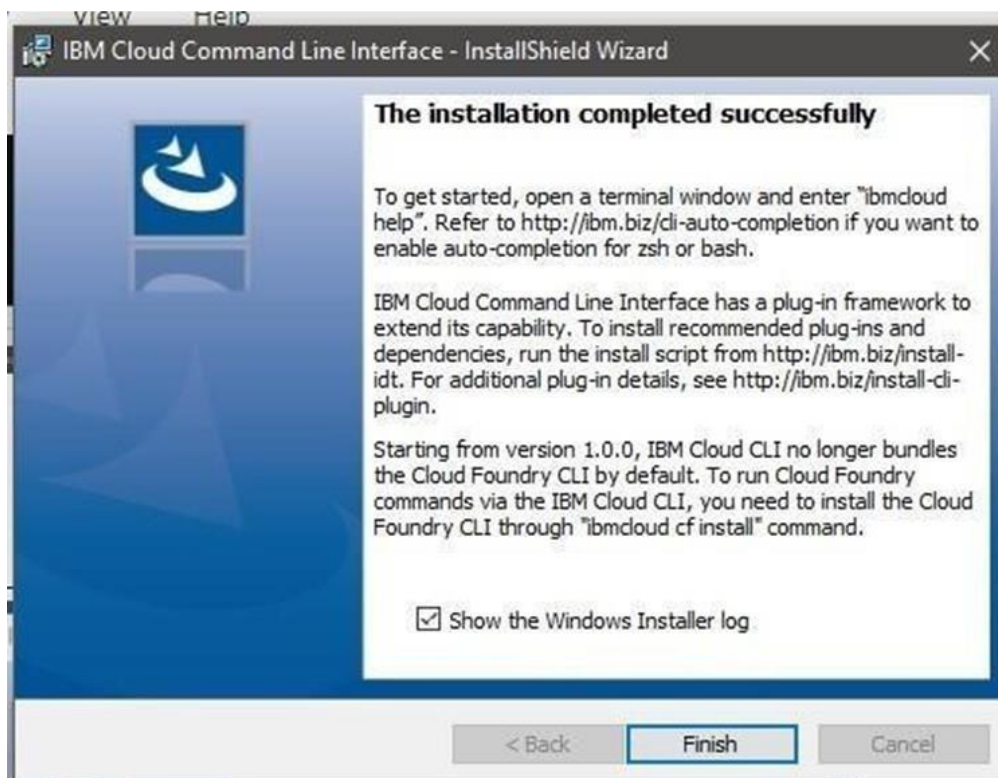 View Help
IBM Cloud Command Line Interface - InstallShield Wizard
The installation completed successfully
To get started, open a terminal window and enter "ibmcloud
help". Refer to http://ibm.biz/cli-auto-completion if you want to
enable auto-completion for zsh or bash.
IBM Cloud Command Line Interface has a plug-in framework to
extend its capability. To install recommended plug-ins and
dependencies, run the install script from http://ibm.biz/install-
idt. For additional plug-in details, see http://ibm.biz/install-cli-
plugin.
Starting from version 1.0.0, IBM Cloud CLI no longer bundles
the Cloud Foundry CLI by default. To run Cloud Foundry
commands via the IBM Cloud CLI, you need to install the Cloud
Foundry CLI through "ibmcloud cf install" command.
Show the Windows Installer log
< Back Finish Cancel